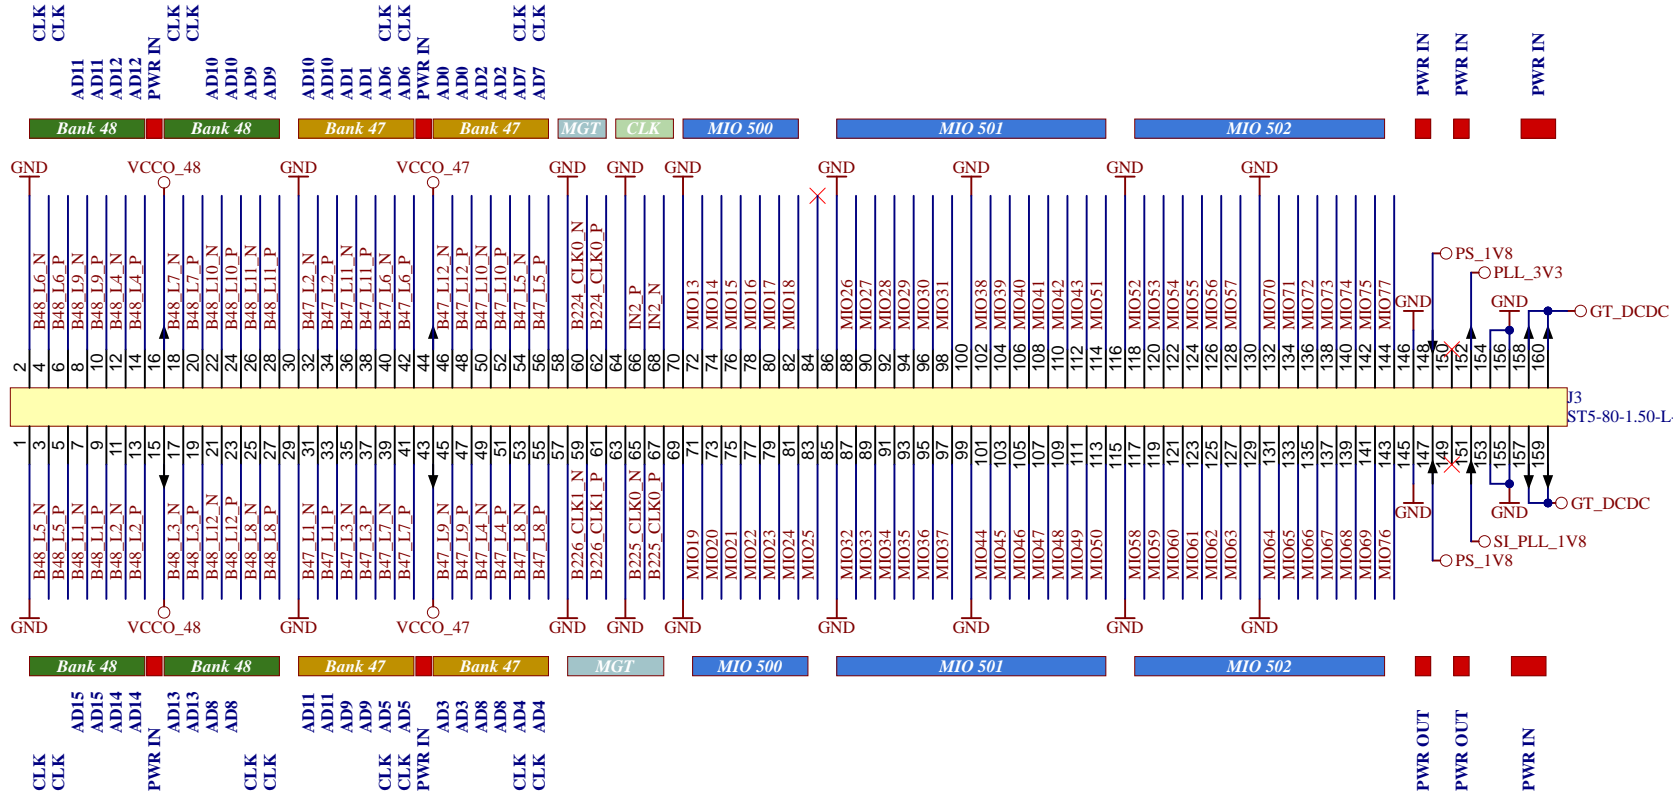 CLK CLK CLK CLK CLK CLK CLK CLK
AD11 AD11 AD12 AD12 PWR IN AD10 AD10 AD9 AD9 AD10 AD10 AD1 AD1 AD6 AD6 PWR IN AD0 AD0 AD2 AD2 AD7 AD7 PWR IN PWR IN PWR IN
Bank 48 Bank 48 Bank 47 Bank 47 MGT CLK MIO 500 MIO 501 MIO 502
GND VCCO_48 GND VCCO_47 GND GND GND GND GND GND GND
B48_L6_N B48_L6_P B48_L9_N B48_L9_P B48_L4_N B48_L4_P B48_L7_N B48_L7_P B48_L10_N B48_L10_P B48_L11_N B48_L11_P B47_L2_N B47_L2_P B47_L11_N B47_L11_P B47_L6_N B47_L6_P B47_L12_N B47_L12_P B47_L10_N B47_L10_P B47_L5_N B47_L5_P B224_CLK0_N B224_CLK0_P IN2_P IN2_N MIO13 MIO14 MIO15 MIO16 MIO17 MIO18 MIO26 MIO27 MIO28 MIO29 MIO30 MIO31 MIO38 MIO39 MIO40 MIO41 MIO42 MIO43 MIO51 MIO52 MIO53 MIO54 MIO55 MIO56 MIO57 MIO70 MIO71 MIO72 MIO73 MIO74 MIO75 MIO77
PS_1V8
PLL_3V3
GND GND GT_DCDC
2 4 6 8 10 12 14 16 18 20 22 24 26 28 30 32 34 36 38 40 42 44 46 48 50 52 54 56 58 60 62 64 66 68 70 72 74 76 78 80 82 84 86 88 90 92 94 96 98 100 102 104 106 108 110 112 114 116 118 120 122 124 126 128 130 132 134 136 138 140 142 144 146 148 150 152 154 156 158 160
J3
ST5-80-1.50-L-
1 3 5 7 9 11 13 15 17 19 21 23 25 27 29 31 33 35 37 39 41 43 45 47 49 51 53 55 57 59 61 63 65 67 69 71 73 75 77 79 81 83 85 87 89 91 93 95 97 99 101 103 105 107 109 111 113 115 117 119 121 123 125 127 129 131 133 135 137 139 141 143 145 147 149 151 153 155 157 159
B48_L5_N B48_L5_P B48_L1_N B48_L1_P B48_L2_N B48_L2_P B48_L3_N B48_L3_P B48_L12_N B48_L12_P B48_L8_N B48_L8_P B47_L1_N B47_L1_P B47_L3_N B47_L3_P B47_L7_N B47_L7_P B47_L9_N B47_L9_P B47_L4_N B47_L4_P B47_L8_N B47_L8_P B226_CLK1_N B226_CLK1_P B225_CLK0_N B225_CLK0_P MIO19 MIO20 MIO21 MIO22 MIO23 MIO25 MIO32 MIO33 MIO34 MIO35 MIO36 MIO37 MIO44 MIO45 MIO46 MIO47 MIO48 MIO49 MIO50 MIO58 MIO59 MIO60 MIO61 MIO62 MIO63 MIO64 MIO65 MIO66 MIO67 MIO68 MIO69 MIO76
GND GND GT_DCDC
SI_PLL_1V8
PS_1V8
GND VCCO_48 GND VCCO_47 GND GND GND GND GND GND GND
Bank 48 Bank 48 Bank 47 Bank 47 MGT MIO 500 MIO 501 MIO 502
AD15 AD15 AD14 AD14 AD13 AD13 AD8 AD8 AD11 AD11 AD9 AD9 AD5 AD5 AD3 AD3 AD8 AD8 AD4 AD4
CLK CLK PWR IN CLK CLK CLK CLK PWR IN CLK CLK PWR OUT PWR OUT PWR IN